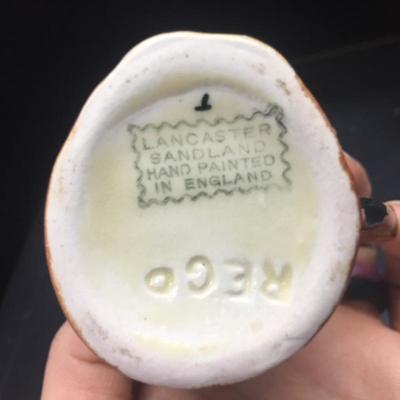 T
LANCASTER
SANDLAND
HAND PAINTED
IN ENGLAND
REGD